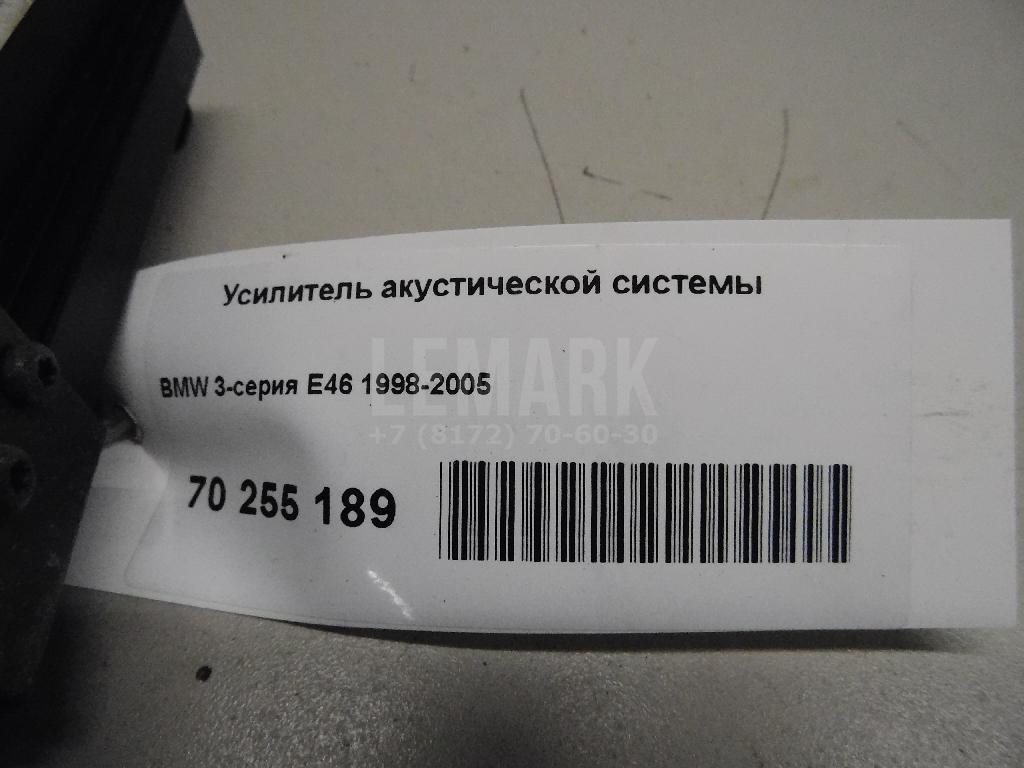 Усилитель акустической системы
LEMARK
BMW 3-серия E46 1998-2005
+7 (8172) 70-60-30
70 255 189